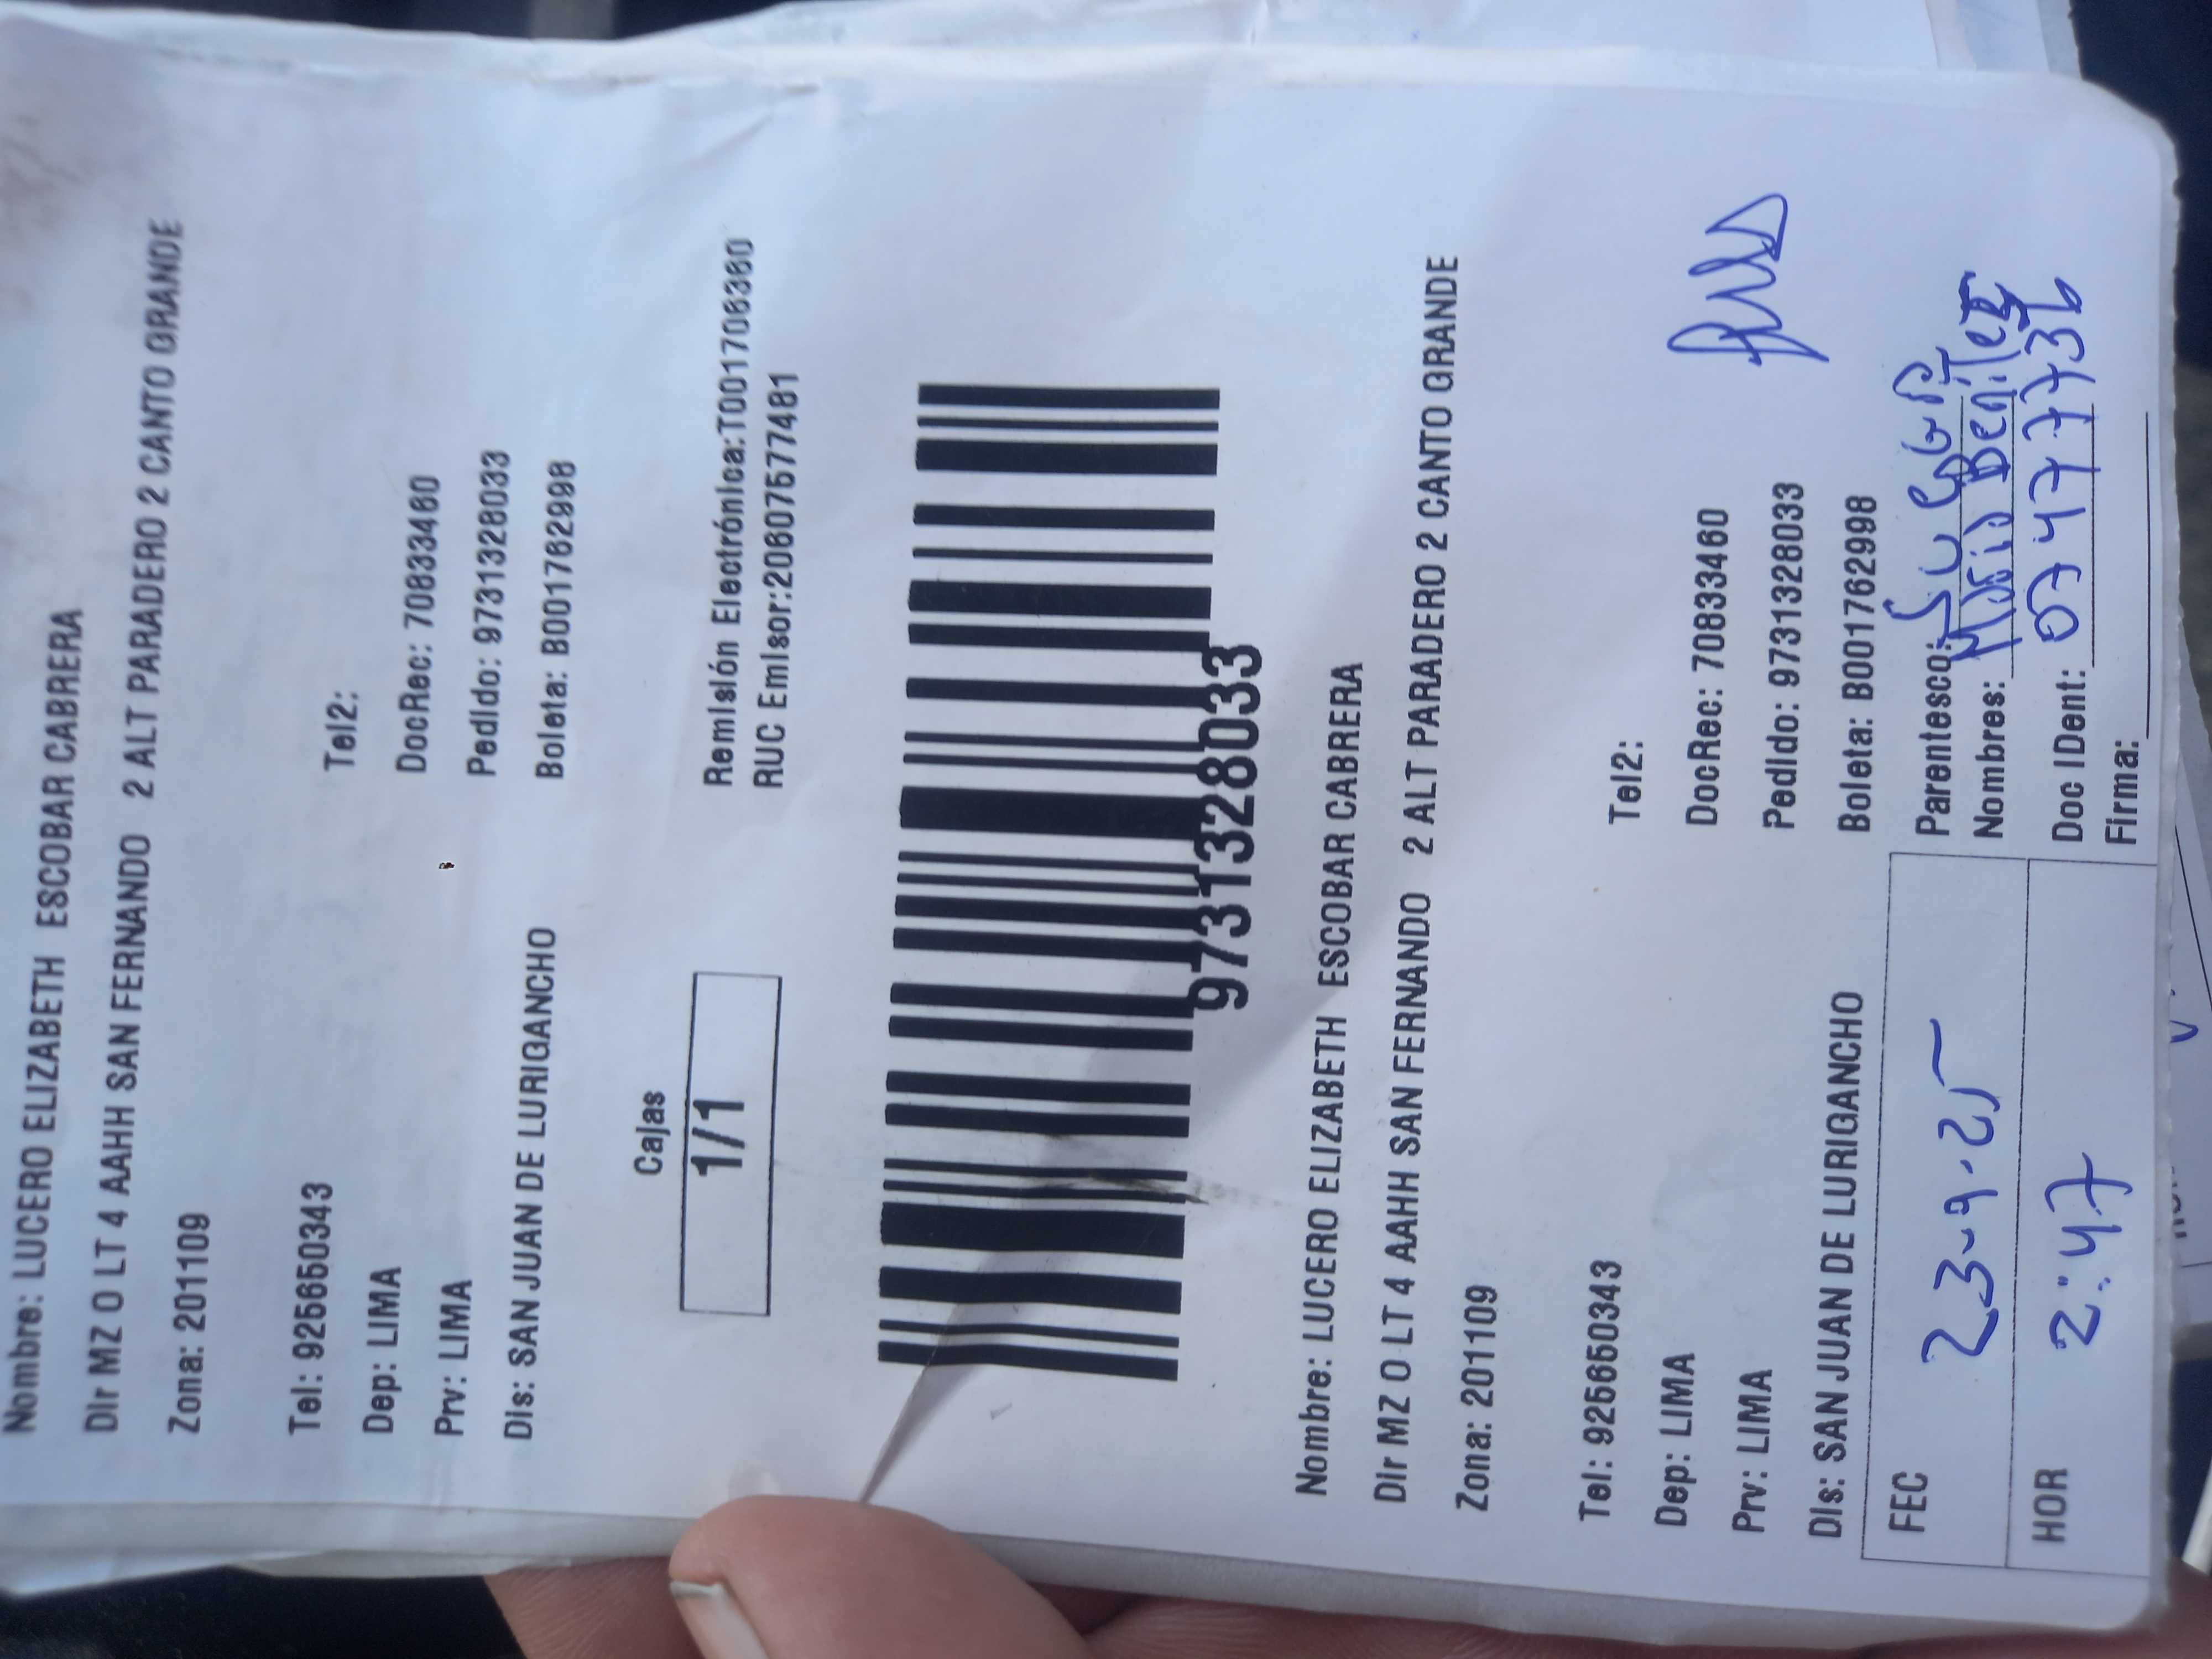 Nombre: LUCERO ELIZABETH ESCOBAR CABRERA
Dir MZ O LT 4 AAHH SAN FERNANDO 2 ALT PARADERO 2 CANTO GRANDE
Zona: 201109
Tel: 925650343 Tel2:
Dep: LIMA DocRec: 70833460
Prv: LIMA Pedido: 9731328033
Dis: SAN JUAN DE LURIGANCHO Boleta: B001762998
Cajas
1/1
Remisión Electrónica:T001706360
RUC Emisor:20607577481
9731328033
Nombre: LUCERO ELIZABETH ESCOBAR CABRERA
Dir MZ O LT 4 AAHH SAN FERNANDO 2 ALT PARADERO 2 CANTO GRANDE
Zona: 201109
Tel: 925650343 Tel2:
Dep: LIMA DocRec: 70833460
Prv: LIMA Pedido: 9731328033
Dis: SAN JUAN DE LURIGANCHO Boleta: B001762998
FEC 23-9-25 Parentesco:
Nombres: Benitez
HOR 2:47 Doc IDent: 07477736
Firma: